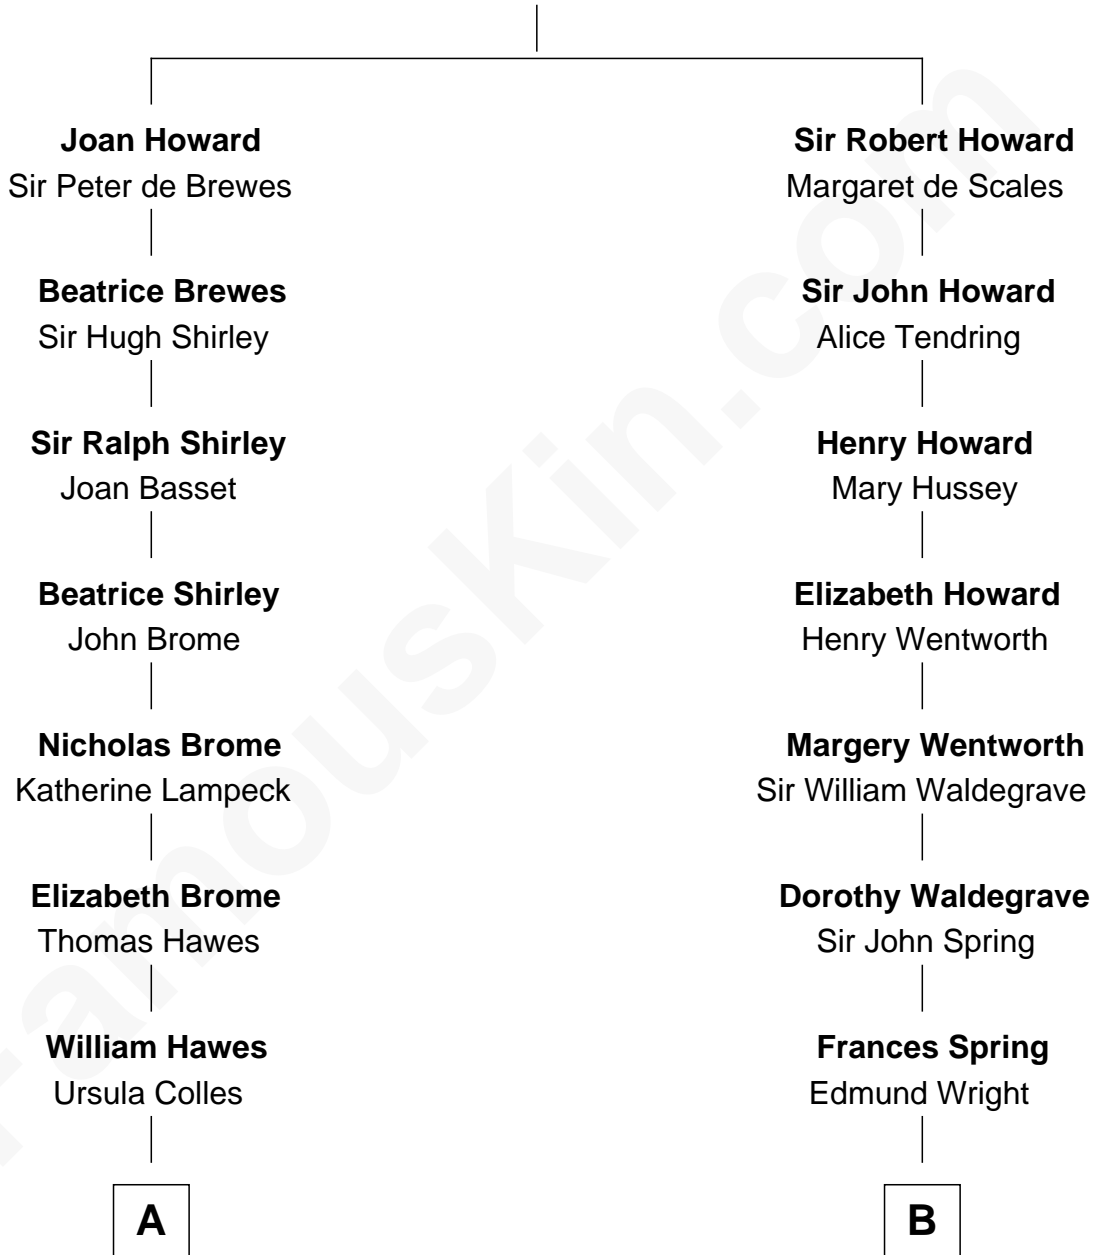 Joan Howard
Sir Peter de Brewes
Beatrice Brewes
Sir Hugh Shirley
Sir Ralph Shirley
Joan Basset
Beatrice Shirley
John Brome
Nicholas Brome
Katherine Lampeck
Elizabeth Brome
Thomas Hawes
William Hawes
Ursula Colles
A
Sir Robert Howard
Margaret de Scales
Sir John Howard
Alice Tendring
Henry Howard
Mary Hussey
Elizabeth Howard
Henry Wentworth
Margery Wentworth
Sir William Waldegrave
Dorothy Waldegrave
Sir John Spring
Frances Spring
Edmund Wright
B
FamousKin.com